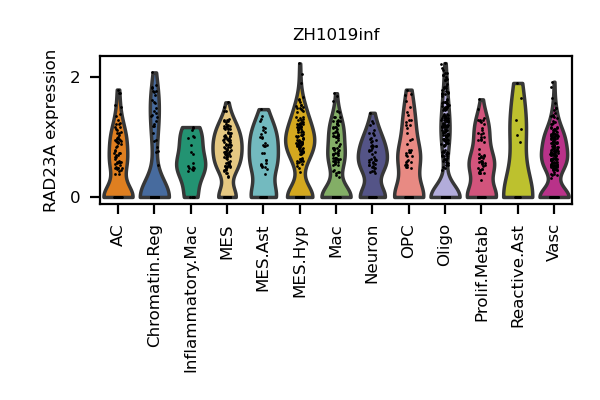 ZH1019inf
RAD23A expression
2
0
AC
Chromatin.Reg
Inflammatory.Mac
MES
MES.Ast
MES.Hyp
Mac
Neuron
OPC
Oligo
Prolif.Metab
Reactive.Ast
Vasc